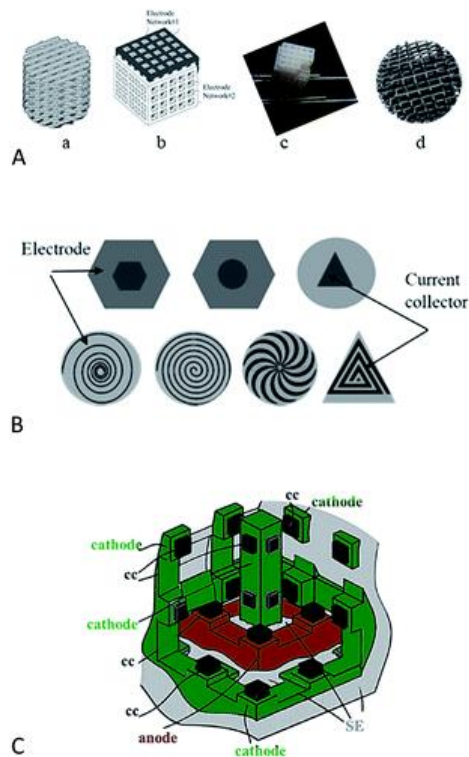 Electrode
Network#1
Electrode
Network#2
a
b
c
d
A
Electrode
Current
collector
B
cc
cathode
cathode
cc
cathode
cc
cc
anode
cathode
SE
C